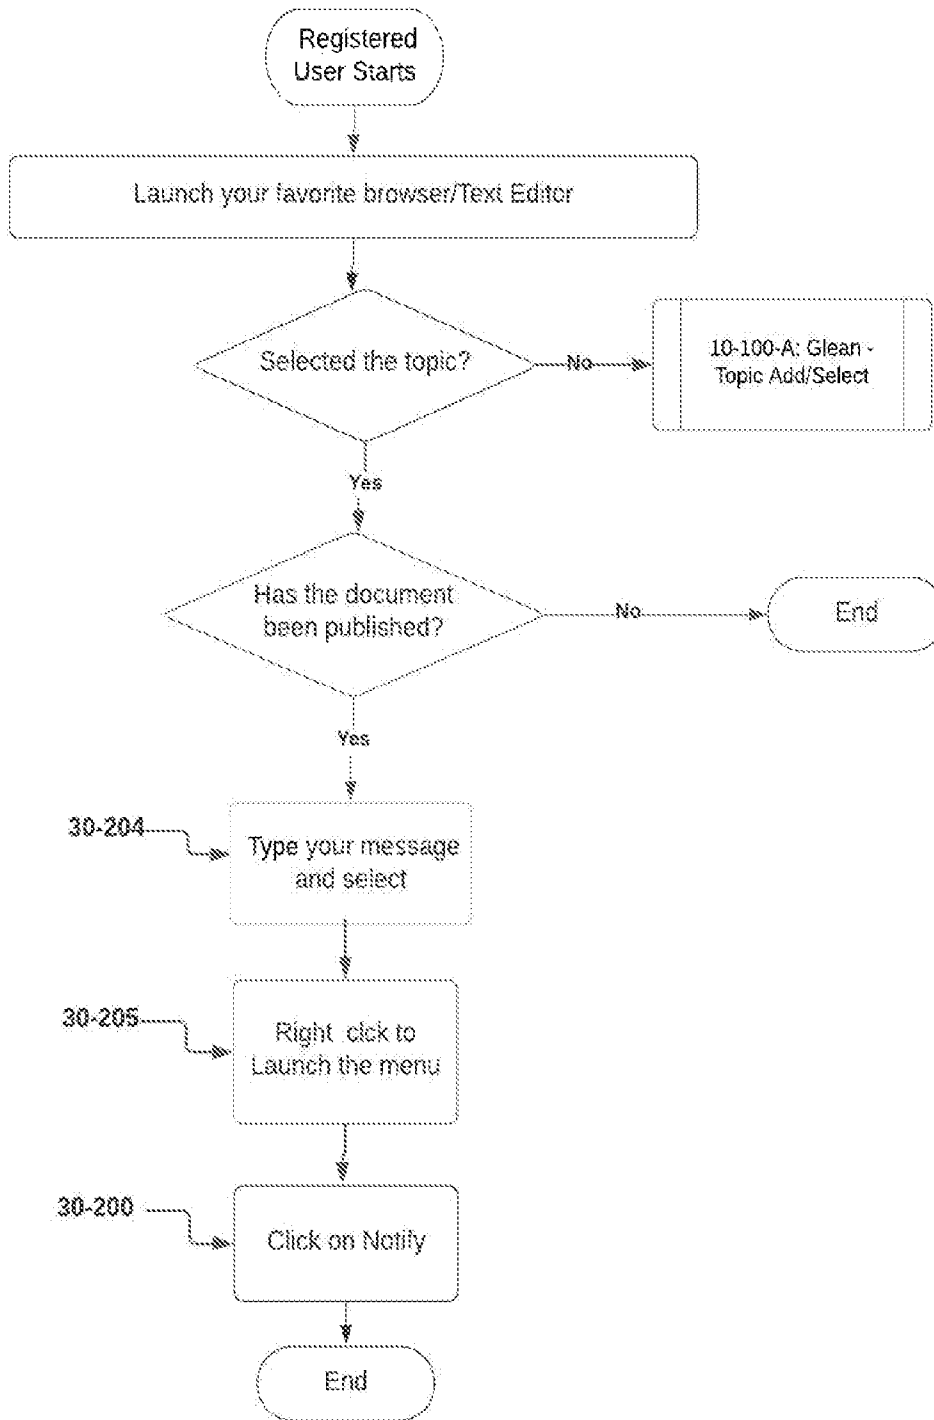 Registered
User Starts
Launch your favorite browser/Text Editor
Selected the topic?
No
10-100-A: Glean -
Topic Add/Select
Yes
Has the document
been published?
No
End
Yes
30-204
Type your message
and select
30-205
Right clck to
Launch the menu
30-200
Click on Notify
End